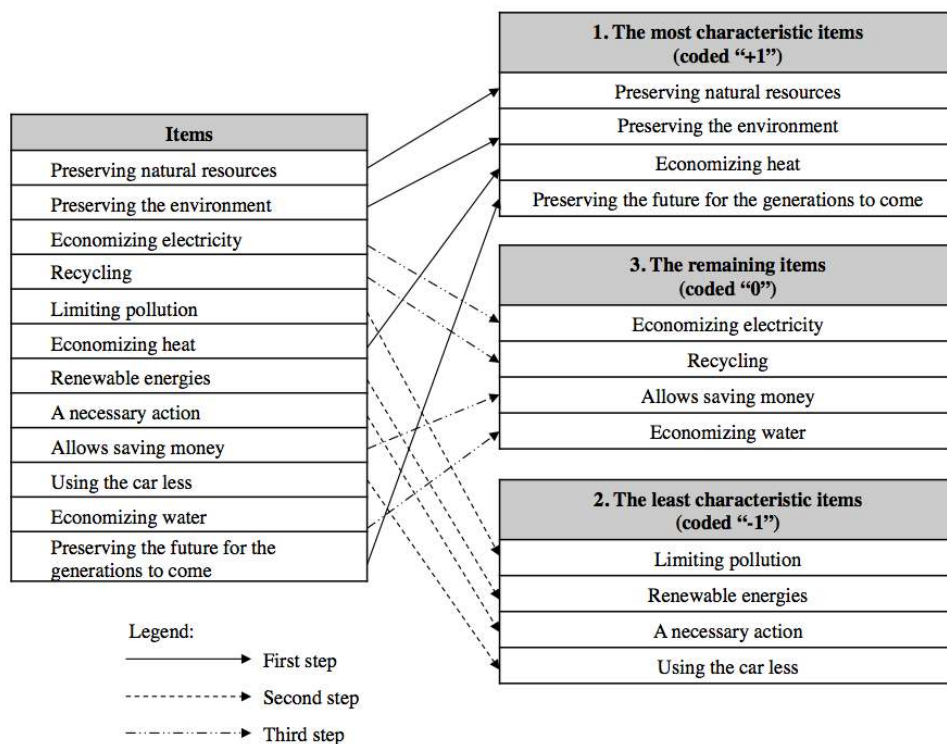 Items
Preserving natural resources
Preserving the environment
Economizing electricity
Recycling
Limiting pollution
Economizing heat
Renewable energies
A necessary action
Allows saving money
Using the car less
Economizing water
Preserving the future for the
generations to come
1. The most characteristic items
(coded “+1”)
Preserving natural resources
Preserving the environment
Economizing heat
Preserving the future for the generations to come
3. The remaining items
(coded “0”)
Economizing electricity
Recycling
Allows saving money
Economizing water
2. The least characteristic items
(coded “-1”)
Limiting pollution
Renewable energies
A necessary action
Using the car less
Legend:
First step
Second step
Third step